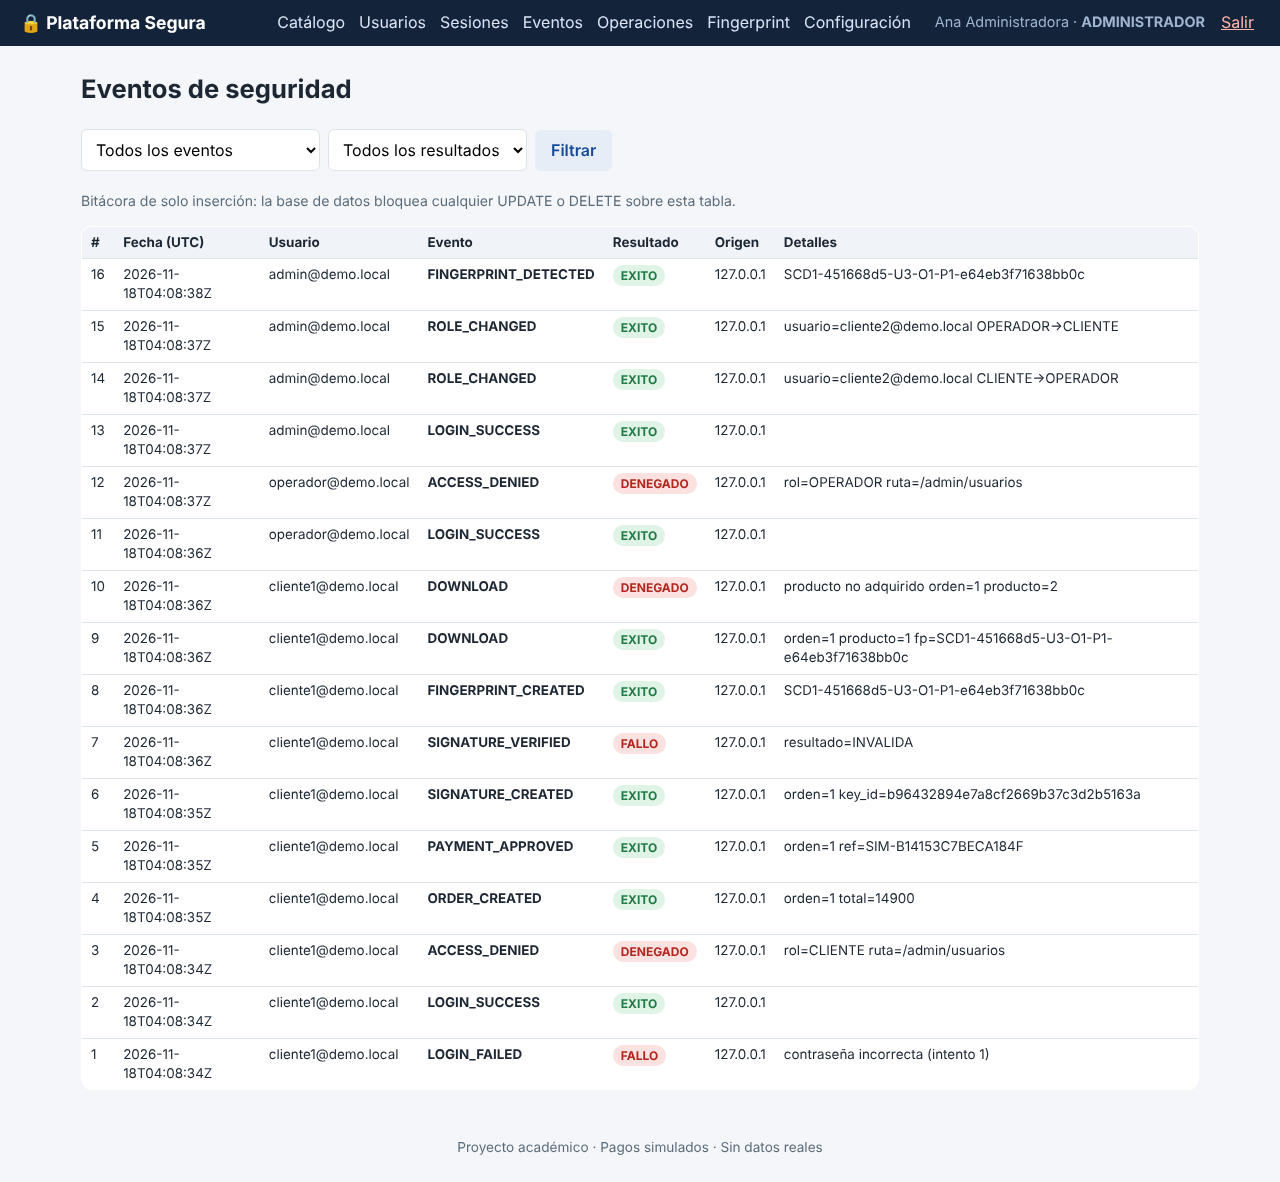 🔒 Plataforma Segura Catálogo Usuarios Sesiones Eventos Operaciones Fingerprint Configuración Ana Administradora · ADMINISTRADOR Salir
Eventos de seguridad
Todos los eventos Todos los resultados Filtrar
Bitácora de solo inserción: la base de datos bloquea cualquier UPDATE o DELETE sobre esta tabla.
# Fecha (UTC) Usuario Evento Resultado Origen Detalles
16 2026-11- admin@demo.local FINGERPRINT_DETECTED EXITO 127.0.0.1 SCD1-451668d5-U3-O1-P1-e64eb3f71638bb0c
18T04:08:38Z
15 2026-11- admin@demo.local ROLE_CHANGED EXITO 127.0.0.1 usuario=cliente2@demo.local OPERADOR→CLIENTE
18T04:08:37Z
14 2026-11- admin@demo.local ROLE_CHANGED EXITO 127.0.0.1 usuario=cliente2@demo.local CLIENTE→OPERADOR
18T04:08:37Z
13 2026-11- admin@demo.local LOGIN_SUCCESS EXITO 127.0.0.1
18T04:08:37Z
12 2026-11- operador@demo.local ACCESS_DENIED DENEGADO 127.0.0.1 rol=OPERADOR ruta=/admin/usuarios
18T04:08:37Z
11 2026-11- operador@demo.local LOGIN_SUCCESS EXITO 127.0.0.1
18T04:08:36Z
10 2026-11- cliente1@demo.local DOWNLOAD DENEGADO 127.0.0.1 producto no adquirido orden=1 producto=2
18T04:08:36Z
9 2026-11- cliente1@demo.local DOWNLOAD EXITO 127.0.0.1 orden=1 producto=1 fp=SCD1-451668d5-U3-O1-P1-
18T04:08:36Z e64eb3f71638bb0c
8 2026-11- cliente1@demo.local FINGERPRINT_CREATED EXITO 127.0.0.1 SCD1-451668d5-U3-O1-P1-e64eb3f71638bb0c
18T04:08:36Z
7 2026-11- cliente1@demo.local SIGNATURE_VERIFIED FALLO 127.0.0.1 resultado=INVALIDA
18T04:08:36Z
6 2026-11- cliente1@demo.local SIGNATURE_CREATED EXITO 127.0.0.1 orden=1 key_id=b96432894e7a8cf2669b37c3d2b5163a
18T04:08:35Z
5 2026-11- cliente1@demo.local PAYMENT_APPROVED EXITO 127.0.0.1 orden=1 ref=SIM-B14153C7BECA184F
18T04:08:35Z
4 2026-11- cliente1@demo.local ORDER_CREATED EXITO 127.0.0.1 orden=1 total=14900
18T04:08:35Z
3 2026-11- cliente1@demo.local ACCESS_DENIED DENEGADO 127.0.0.1 rol=CLIENTE ruta=/admin/usuarios
18T04:08:34Z
2 2026-11- cliente1@demo.local LOGIN_SUCCESS EXITO 127.0.0.1
18T04:08:34Z
1 2026-11- cliente1@demo.local LOGIN_FAILED FALLO 127.0.0.1 contraseña incorrecta (intento 1)
18T04:08:34Z
Proyecto académico · Pagos simulados · Sin datos reales